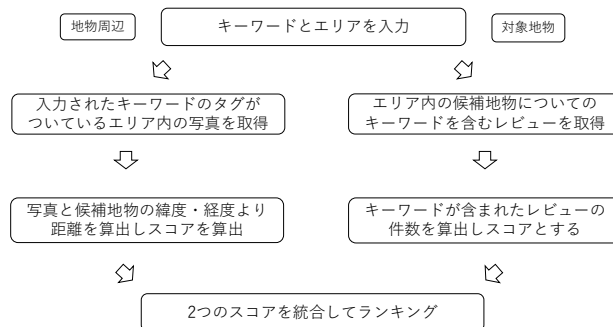 地物周辺
キーワードとエリアを入力
対象地物
入力されたキーワードのタグが
ついているエリア内の写真を取得
エリア内の候補地物についての
キーワードを含むレビューを取得
写真と候補地物の緯度・経度より
距離を算出しスコアを算出
キーワードが含まれたレビューの
件数を算出しスコアとする
2つのスコアを統合してランキング